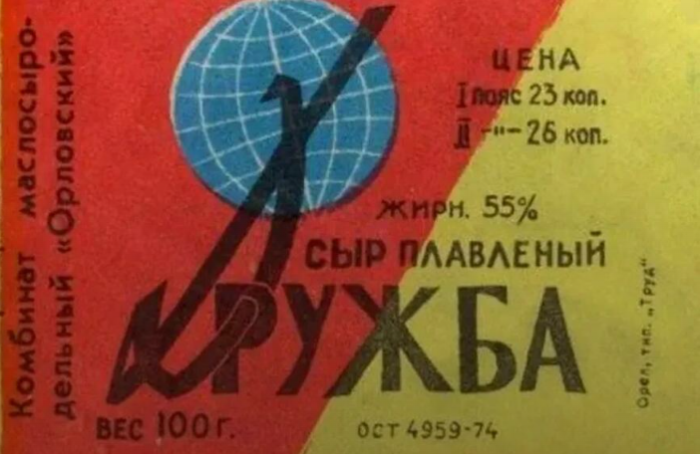 Комбинат маслосыро-
дельный «Орловский»
ЦЕНА
I пояс 23 коп.
II -"- 26 коп.
ЖИРН. 55%
СЫР ПЛАВЛЕНЫЙ
ДРУЖБА
ВЕС 100 Г.
ОСТ 4959-74
Орел, тип. „Труд“